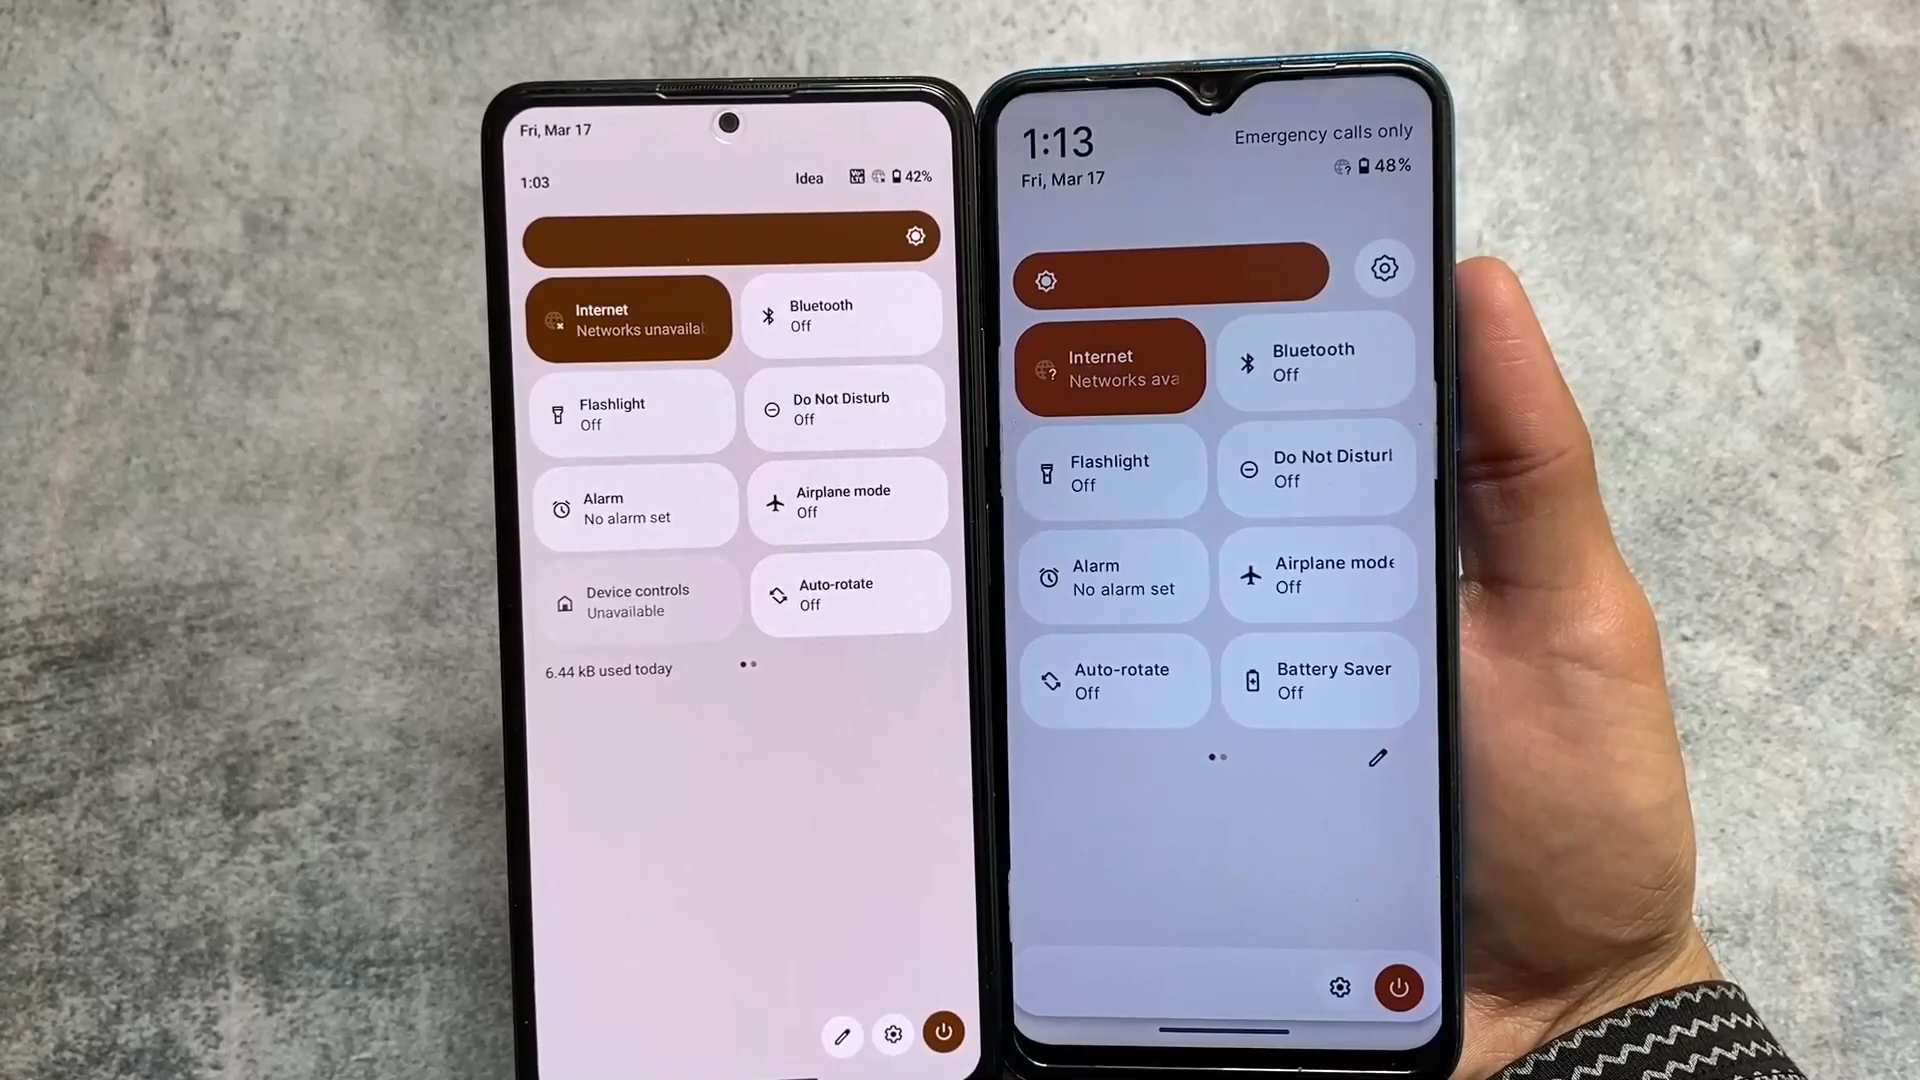 Fri, Mar 17
1:03
Idea
42%
Internet
Networks unavailab
Bluetooth
Off
Flashlight
Off
Do Not Disturb
Off
Alarm
No alarm set
Airplane mode
Off
Device controls
Unavailable
Auto-rotate
Off
6.44 kB used today
1:13
Fri, Mar 17
Emergency calls only
48%
Internet
Networks ava
Bluetooth
Off
Flashlight
Off
Do Not Disturl
Off
Alarm
No alarm set
Airplane mode
Off
Auto-rotate
Off
Battery Saver
Off